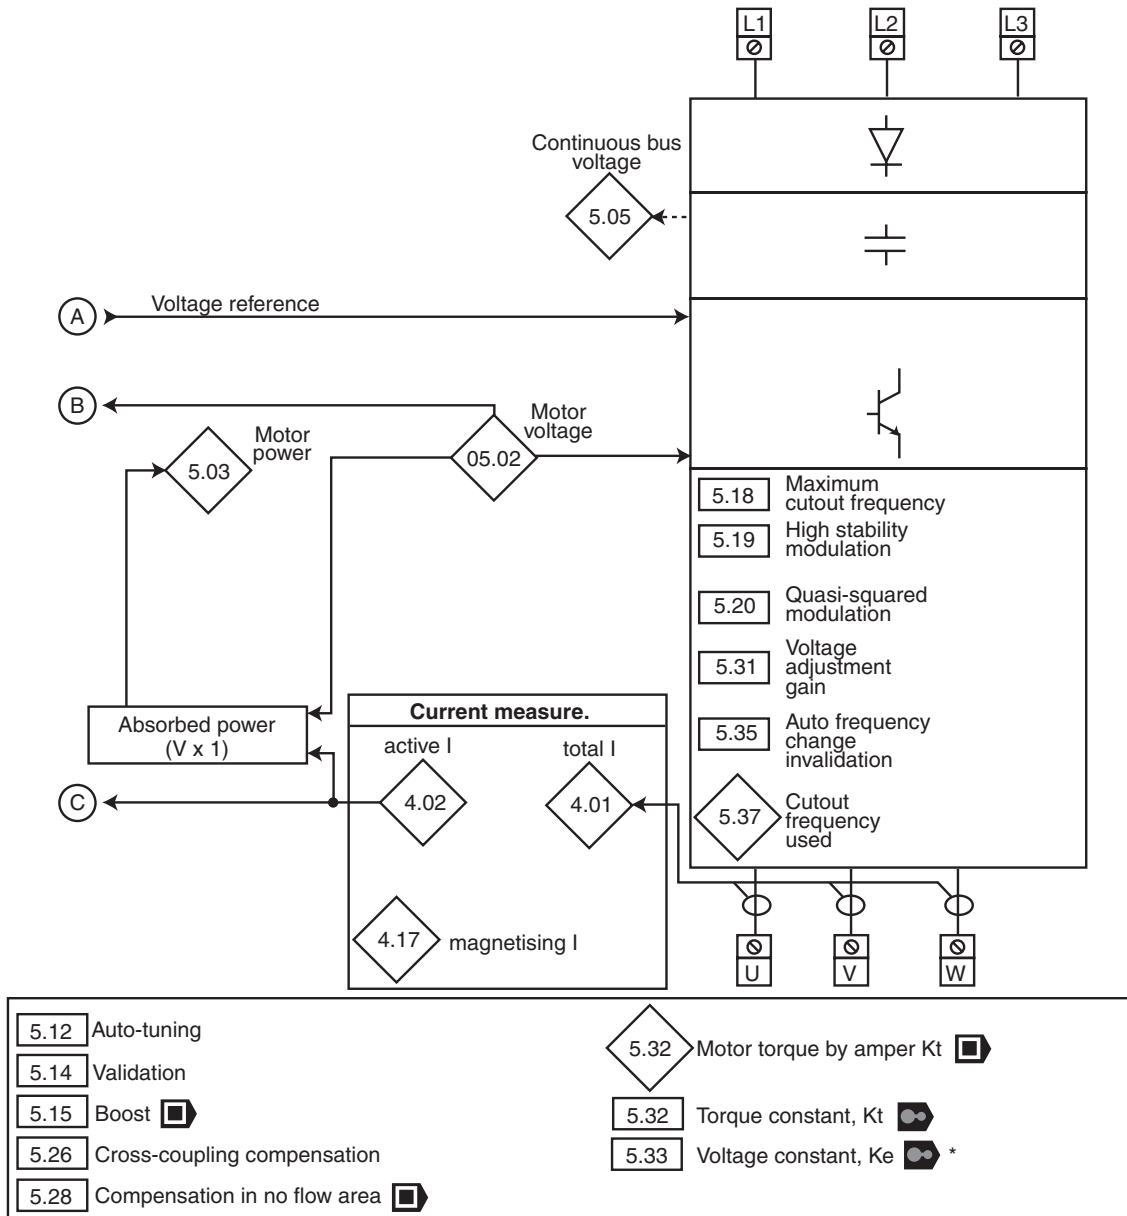 L1
L2
L3
Continuous bus
voltage
5.05
A
Voltage reference
B
Motor
power
5.03
Motor
voltage
05.02
5.18
Maximum
cutout frequency
5.19
High stability
modulation
5.20
Quasi-squared
modulation
5.31
Voltage
adjustment
gain
5.35
Auto frequency
change
invalidation
5.37
Cutout
frequency
used
Absorbed power
(V x 1)
Current measure.
active I
total I
4.02
4.01
C
4.17
magnetising I
U
V
W
5.12
Auto-tuning
5.14
Validation
5.15
Boost
5.26
Cross-coupling compensation
5.28
Compensation in no flow area
5.32
Motor torque by amper Kt
5.32
Torque constant, Kt
5.33
Voltage constant, Ke *